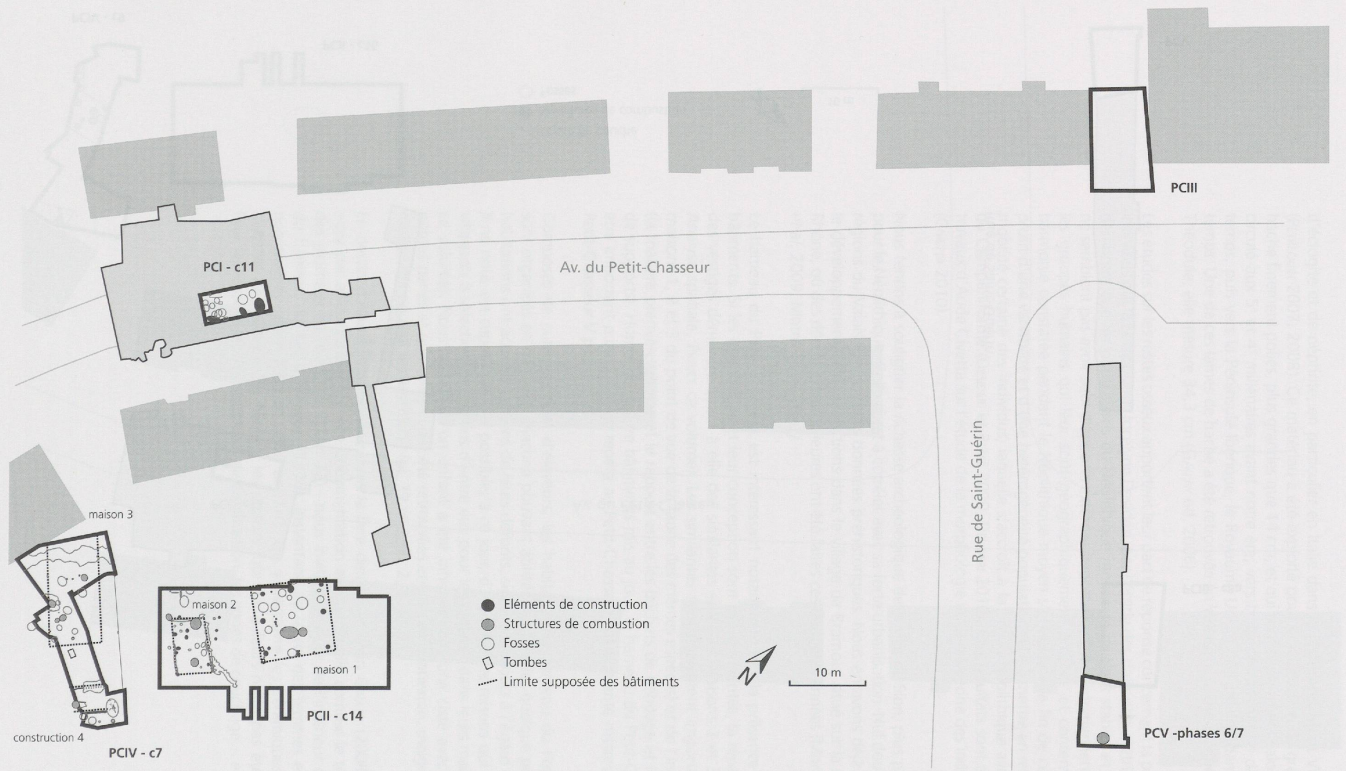 PCIII
PCI - c11
Av. du Petit-Chasseur
Rue de Saint-Guérin
maison 3
maison 2
maison 1
Eléments de construction
Structures de combustion
Fosses
Tombes
Limite supposée des bâtiments
N
10 m
PCII - c14
construction 4
PCIV - c7
PCV -phases 6/7